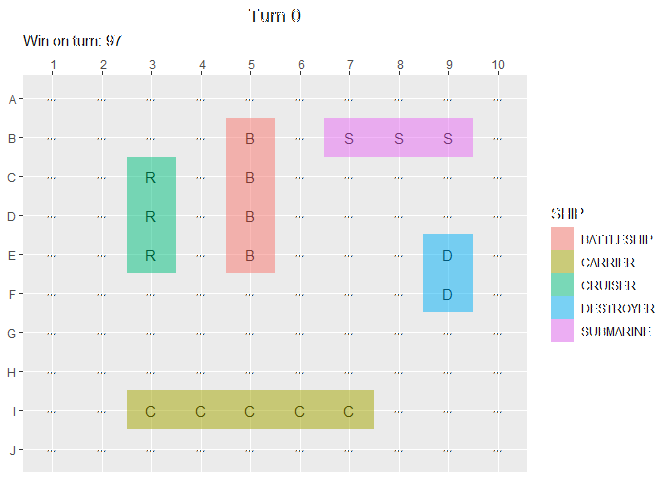 Turn 0
Win on turn: 97
1 2 3 4 5 6 7 8 9 10
A
B B S S S
C R B
D R B
E R B D
F D
G
H
I C C C C C
J
SHIP
BATTLESHIP
CARRIER
CRUISER
DESTROYER
SUBMARINE